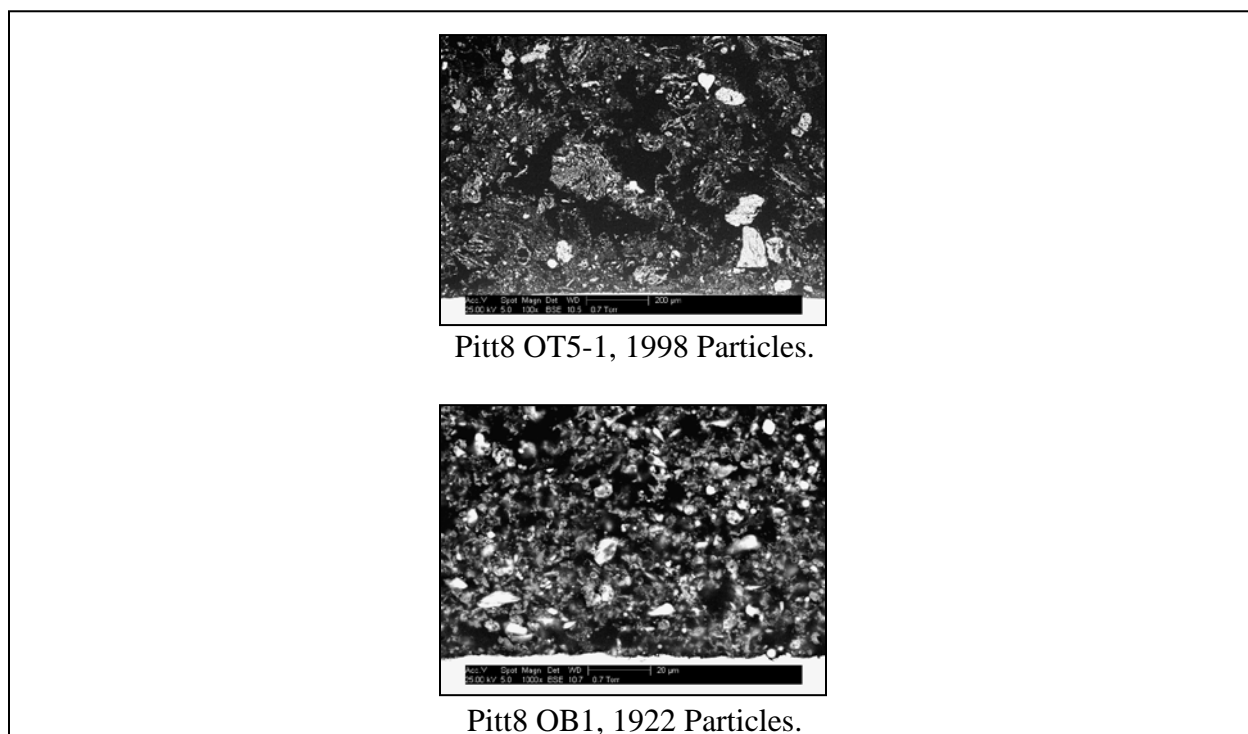 Acc.V Spot Magn Det WD 200 µm
25.00 kV 5.0 100x BSE 10.5 0.7 Torr
Pitt8 OT5-1, 1998 Particles.
Acc.V Spot Magn Det WD 20 µm
25.00 kV 5.0 1000x BSE 10.7 0.7 Torr
Pitt8 OB1, 1922 Particles.